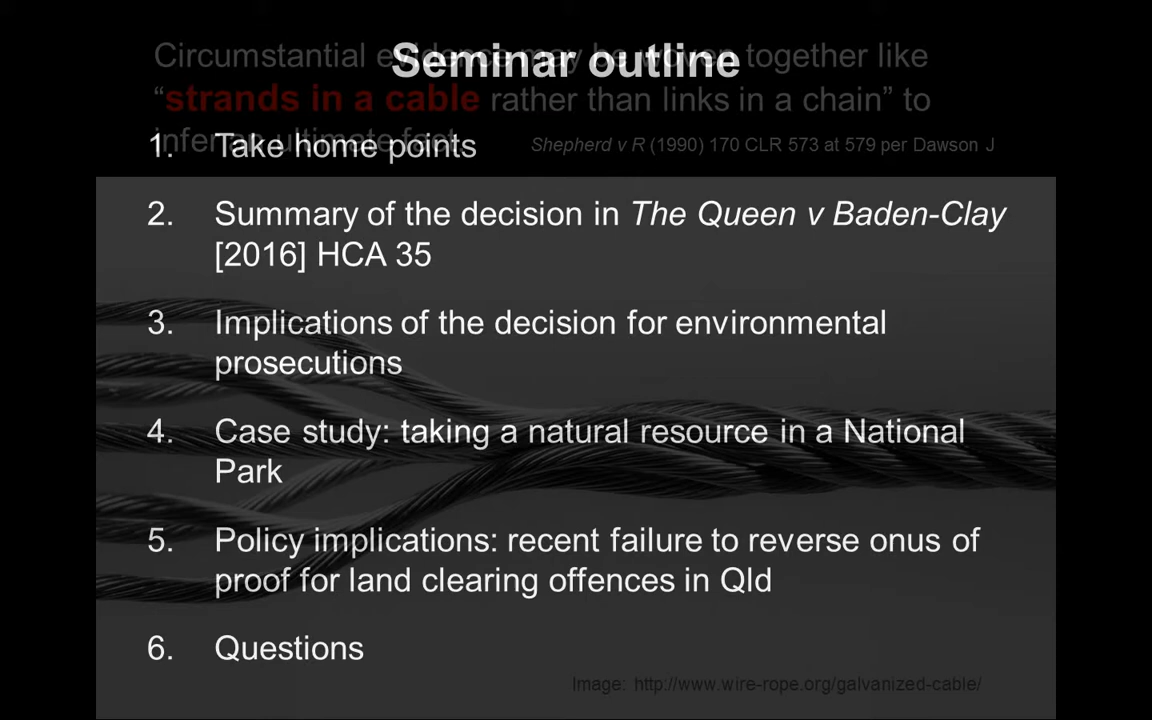 Seminar outline
Circumstantial evidence may be woven together like
“strands in a cable rather than links in a chain” to
infer an ultimate fact.
Shepherd v R (1990) 170 CLR 573 at 579 per Dawson J
1. Take home points
2. Summary of the decision in The Queen v Baden-Clay
[2016] HCA 35
3. Implications of the decision for environmental
prosecutions
4. Case study: taking a natural resource in a National
Park
5. Policy implications: recent failure to reverse onus of
proof for land clearing offences in Qld
6. Questions
Image: http://www.wire-rope.org/galvanized-cable/